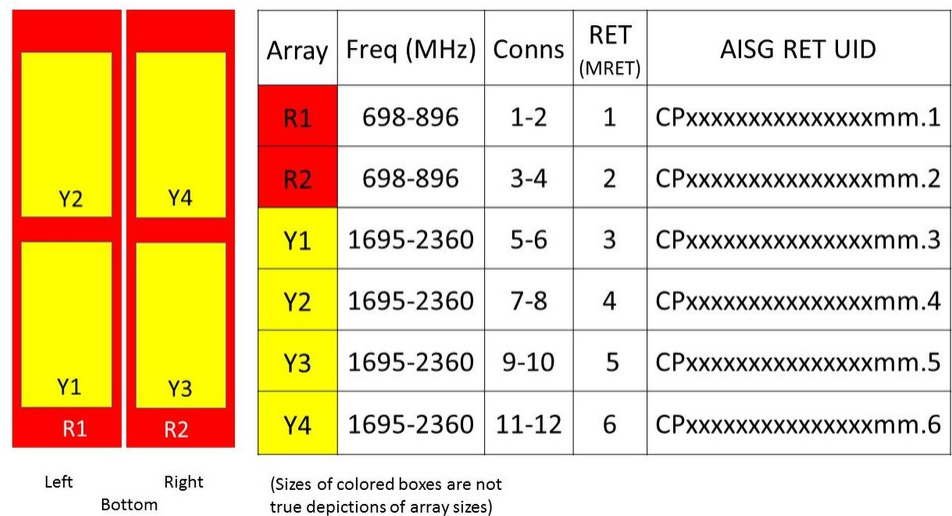 Y2 Y4
Y1 Y3
R1 R2
Left Right
Bottom
Array Freq (MHz) Conns RET (MRET) AISG RET UID
R1 698-896 1-2 1 CPxxxxxxxxxxxxxxxmm.1
R2 698-896 3-4 2 CPxxxxxxxxxxxxxxxmm.2
Y1 1695-2360 5-6 3 CPxxxxxxxxxxxxxxxmm.3
Y2 1695-2360 7-8 4 CPxxxxxxxxxxxxxxxmm.4
Y3 1695-2360 9-10 5 CPxxxxxxxxxxxxxxxmm.5
Y4 1695-2360 11-12 6 CPxxxxxxxxxxxxxxxmm.6
(Sizes of colored boxes are not
true depictions of array sizes)